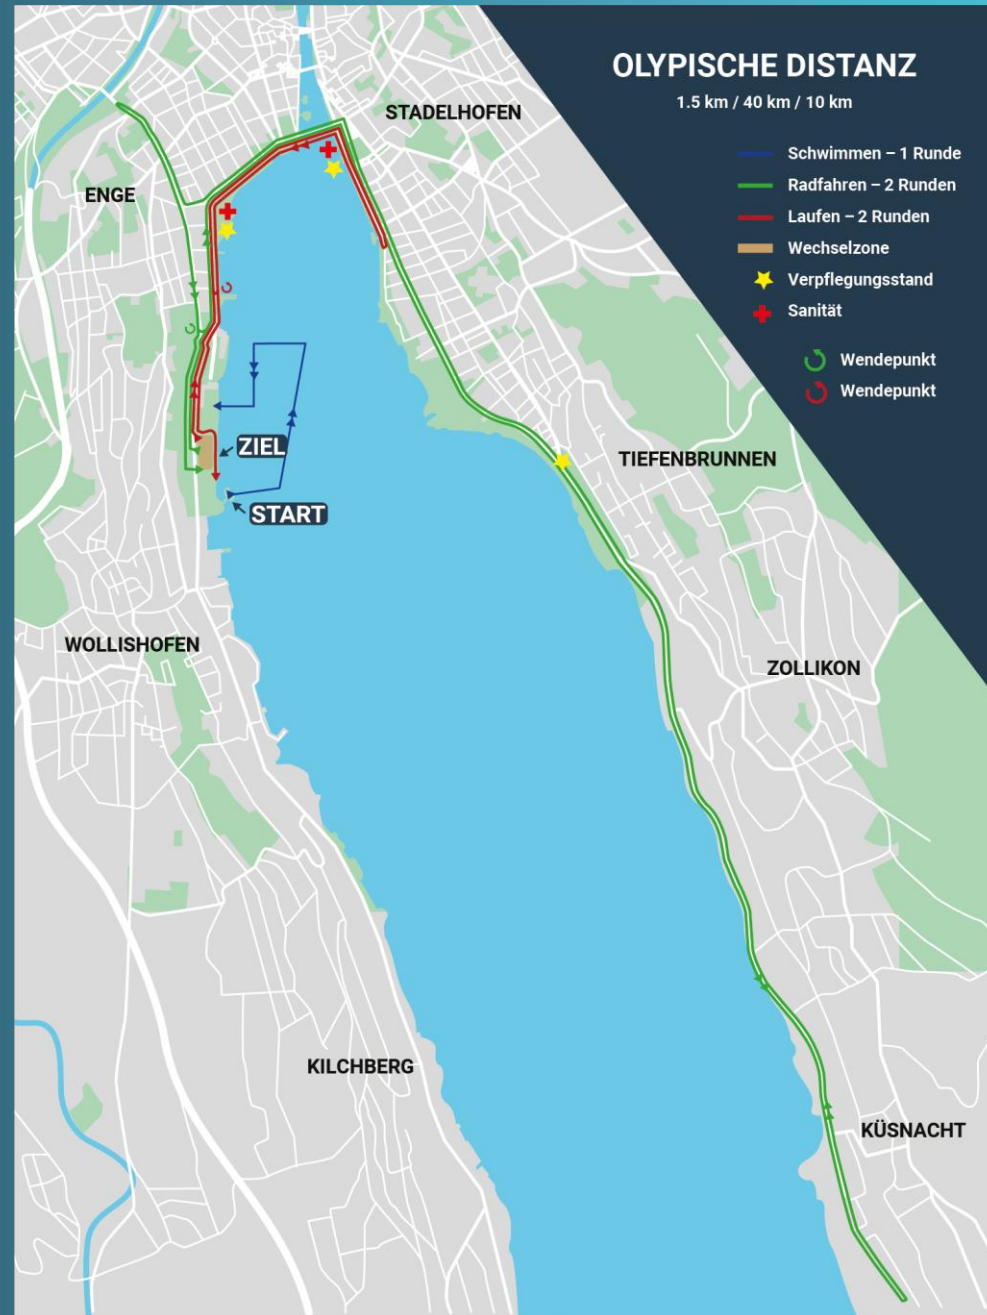 OLYPISCHE DISTANZ
1.5 km / 40 km / 10 km
Schwimmen – 1 Runde
Radfahren – 2 Runden
Laufen – 2 Runden
Wechselzone
Verpflegungsstand
Sanität
Wendepunkt
Wendepunkt
STADELHOFEN
ENGE
ZIEL
TIEFENBRUNNEN
START
WOLLISHOFEN
ZOLLIKON
KILCHBERG
KÜSNACHT